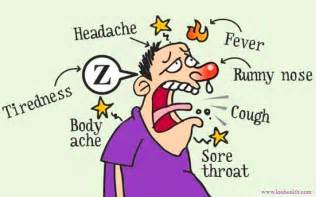 Headache
Fever
Runny nose
Z
Tiredness
Cough
Body
ache
Sore
throat